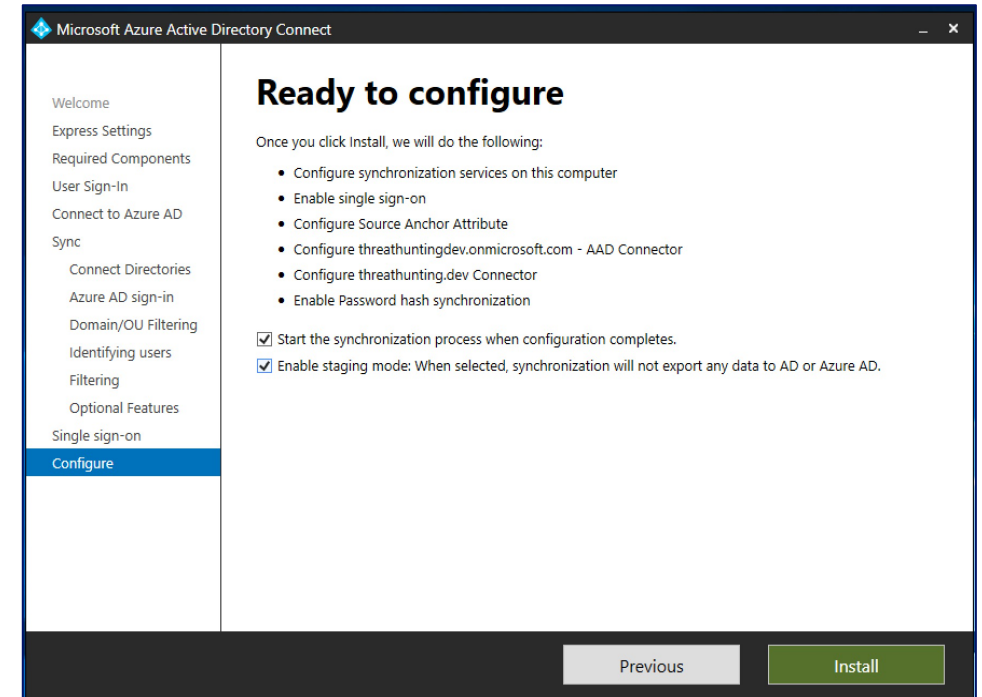 Microsoft Azure Active Directory Connect
Welcome
Express Settings
Required Components
User Sign-In
Connect to Azure AD
Sync
Connect Directories
Azure AD sign-in
Domain/OU Filtering
Identifying users
Filtering
Optional Features
Single sign-on
Configure
Ready to configure
Once you click Install, we will do the following:
Configure synchronization services on this computer
Enable single sign-on
Configure Source Anchor Attribute
Configure threathuntingdev.onmicrosoft.com - AAD Connector
Configure threathunting.dev Connector
Enable Password hash synchronization
Start the synchronization process when configuration completes.
Enable staging mode: When selected, synchronization will not export any data to AD or Azure AD.
Previous
Install